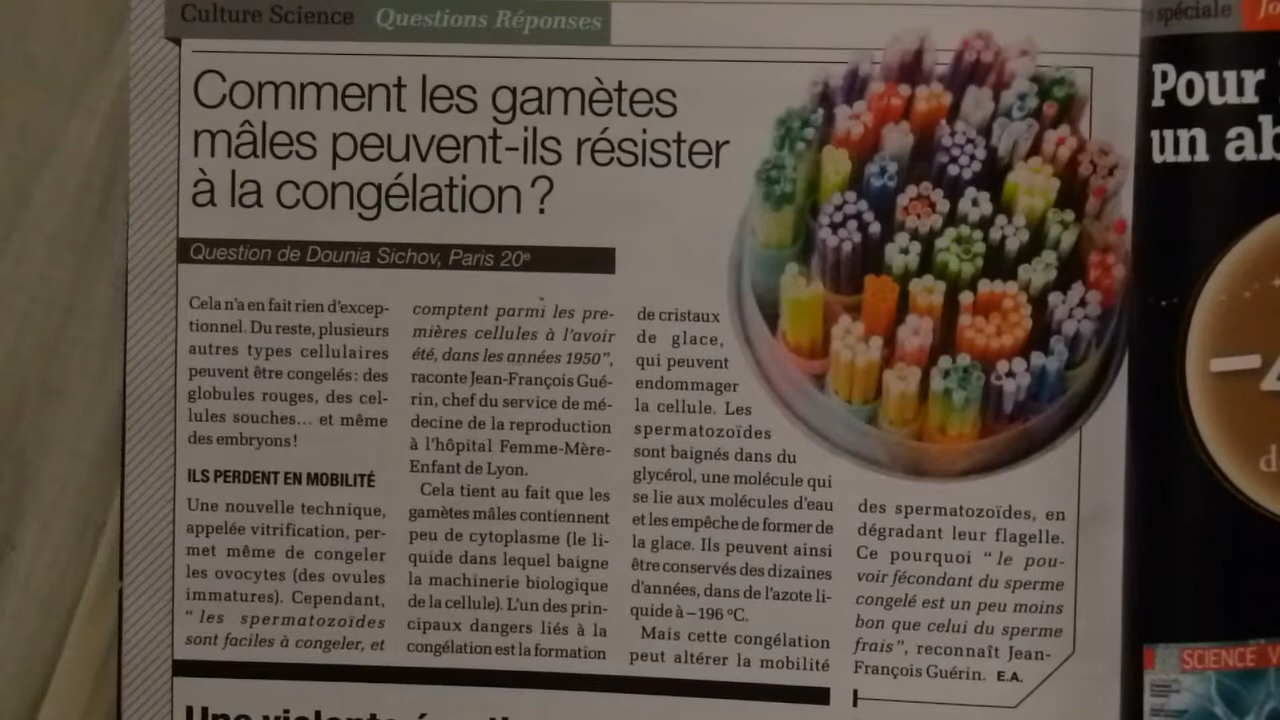 Culture Science Questions Réponses
Comment les gamètes
mâles peuvent-ils résister
à la congélation ?
Question de Dounia Sichov, Paris 20e
Cela n'a en fait rien d'excep-
tionnel. Du reste, plusieurs
autres types cellulaires
peuvent être congelés : des
globules rouges, des cel-
lules souches... et même
des embryons !
ILS PERDENT EN MOBILITÉ
Une nouvelle technique,
appelée vitrification, per-
met même de congeler
les ovocytes (des ovules
immatures). Cependant,
“ les spermatozoïdes
sont faciles à congeler, et
comptent parmi les pre-
mières cellules à l'avoir
été, dans les années 1950”,
raconte Jean-François Gué-
rin, chef du service de mé-
decine de la reproduction
à l'hôpital Femme-Mère-
Enfant de Lyon.
Cela tient au fait que les
gamètes mâles contiennent
peu de cytoplasme (le li-
quide dans lequel baigne
la machinerie biologique
de la cellule). L'un des prin-
cipaux dangers liés à la
congélation est la formation
de cristaux
de glace,
qui peuvent
endommager
la cellule. Les
spermatozoïdes
sont baignés dans du
glycérol, une molécule qui
se lie aux molécules d'eau
et les empêche de former de
la glace. Ils peuvent ainsi
être conservés des dizaines
d'années, dans de l'azote li-
quide à –196 °C.
Mais cette congélation
peut altérer la mobilité
des spermatozoïdes, en
dégradant leur flagelle.
Ce pourquoi “ le pou-
voir fécondant du sperme
congelé est un peu moins
bon que celui du sperme
frais”, reconnaît Jean-
François Guérin. E.A.
spéciale
Pour
un ab
SCIENCE